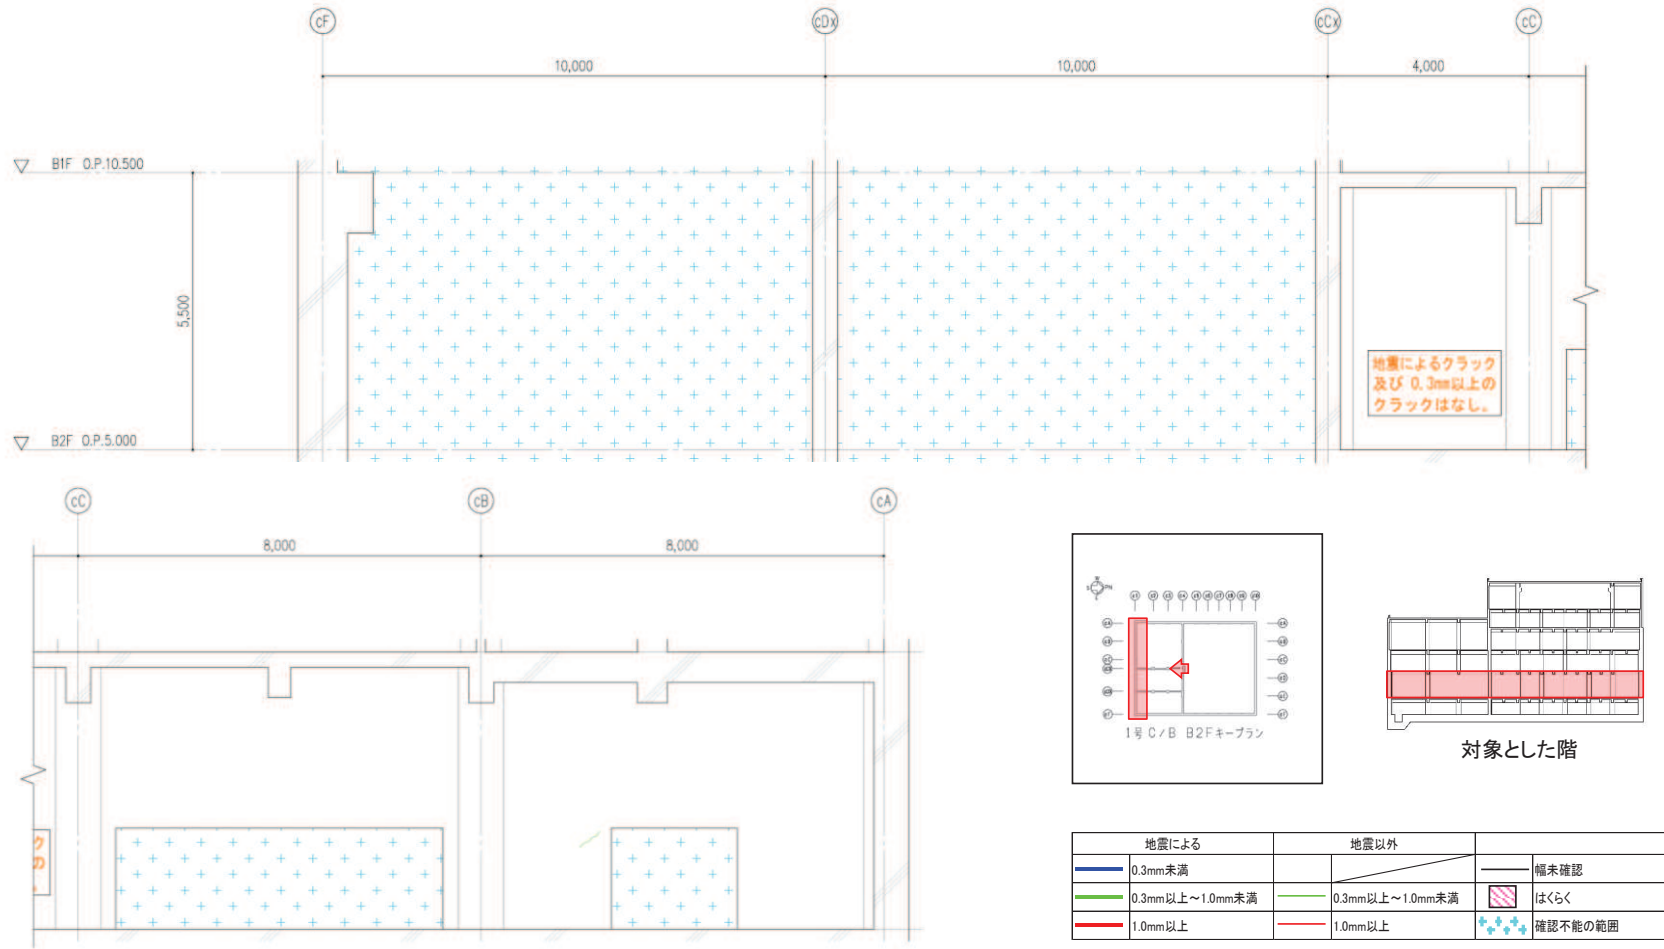 cF
cDx
cCx
cC
10,000
10,000
4,000
B1F O.P.10.500
5,500
B2F O.P.5.000
地震によるクラック
及び 0.3mm以上の
クラックはなし。
cC
cB
cA
8,000
8,000
ク
の
。
1号 C/B B2Fキープラン
対象とした階
地震による
地震以外
0.3mm未満
幅未確認
0.3mm以上～1.0mm未満
0.3mm以上～1.0mm未満
はくらく
1.0mm以上
1.0mm以上
確認不能の範囲